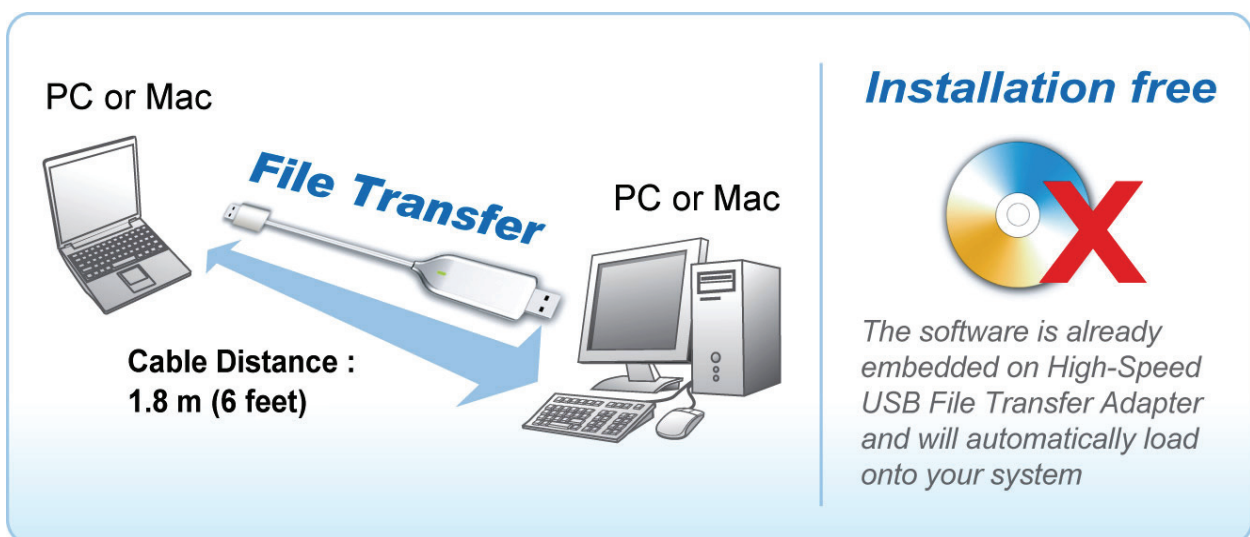 PC or Mac
File Transfer
PC or Mac
Cable Distance :
1.8 m (6 feet)
Installation free
X
The software is already
embedded on High-Speed
USB File Transfer Adapter
and will automatically load
onto your system